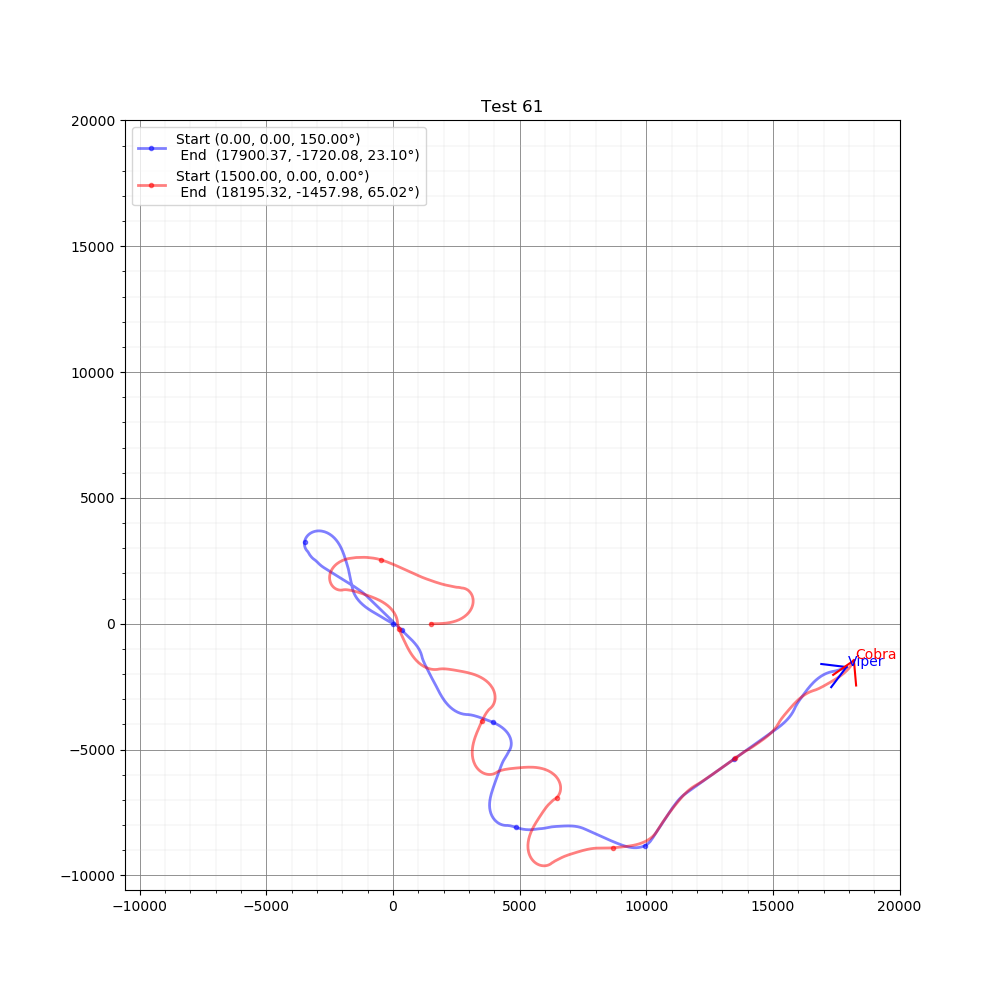 Test 61
20000
15000
10000
5000
0
−5000
−10000
Start (0.00, 0.00, 150.00°)
End (17900.37, -1720.08, 23.10°)
Start (1500.00, 0.00, 0.00°)
End (18195.32, -1457.98, 65.02°)
Cobra
Viper
−10000 −5000 0 5000 10000 15000 20000